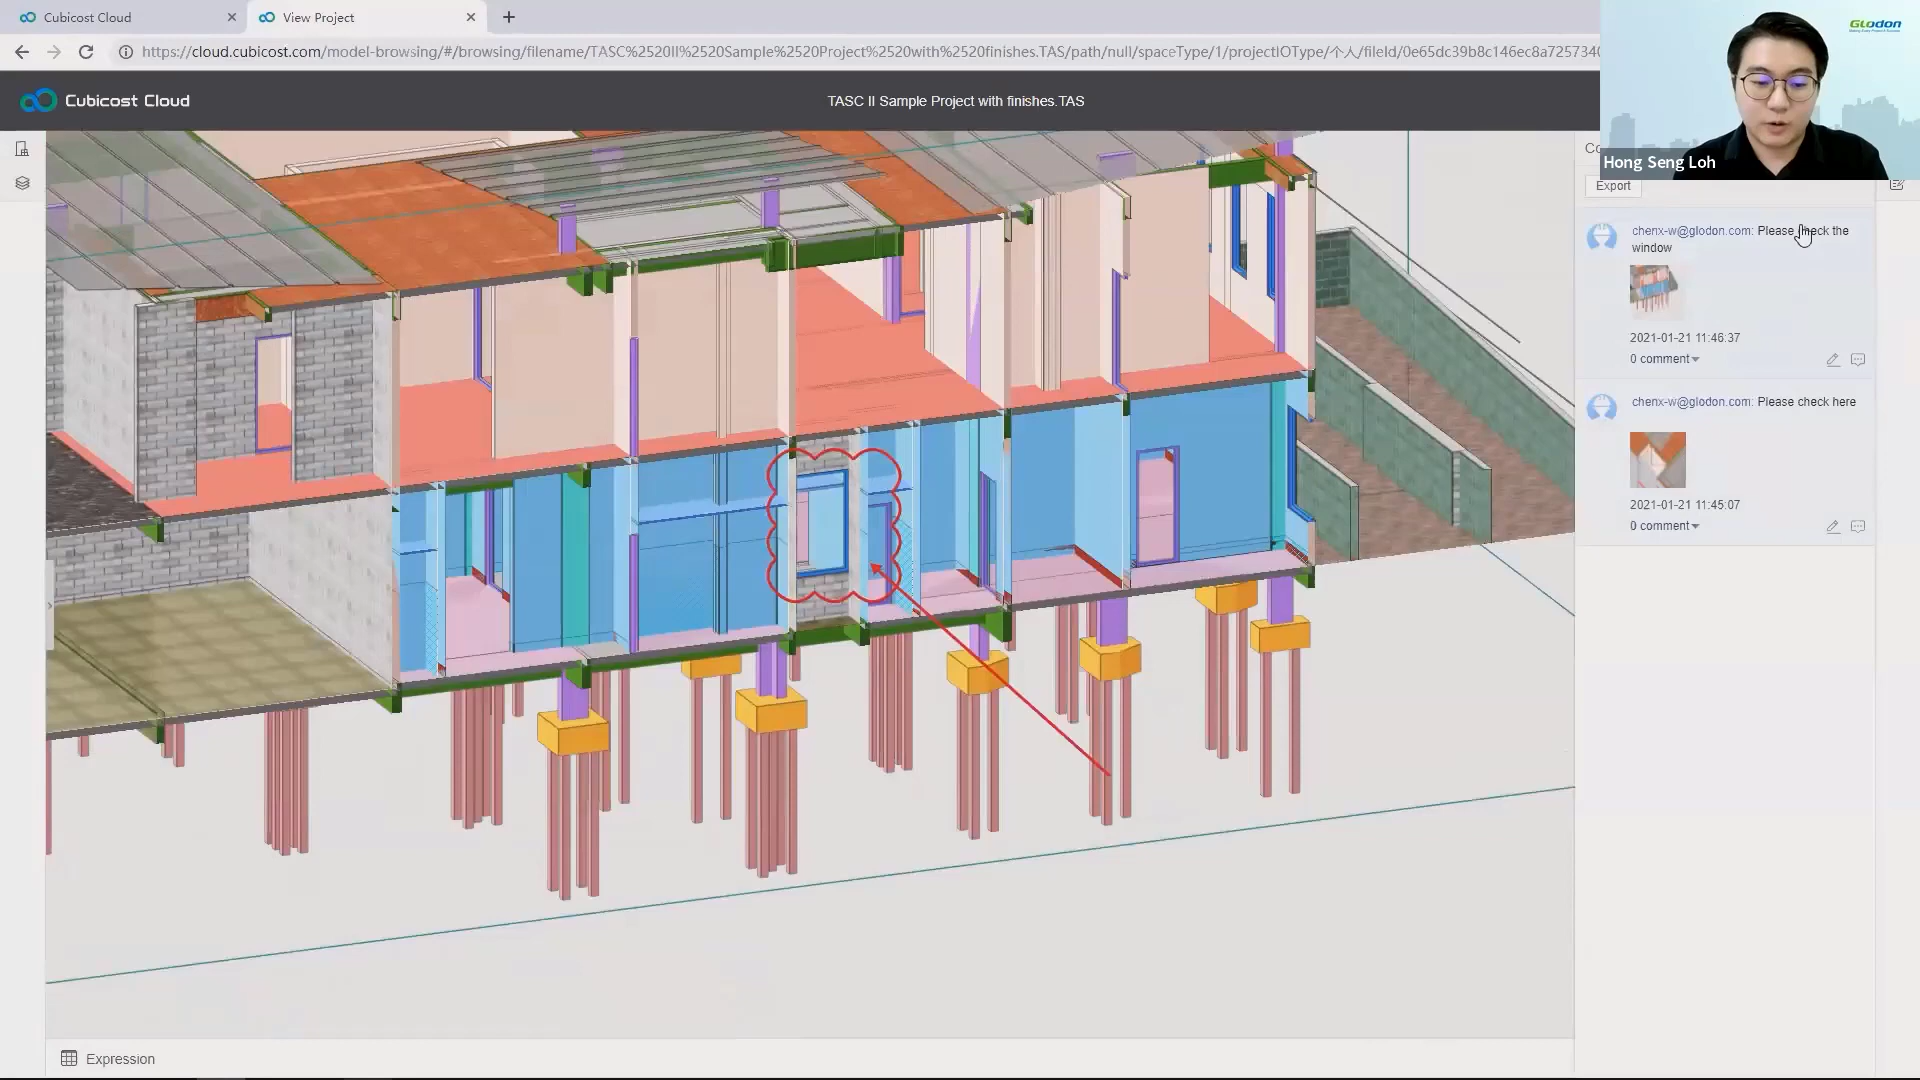 Cubicost Cloud
View Project
https://cloud.cubicost.com/model-browsing/#/browsing/filename/TASC%2520II%2520Sample%2520Project%2520with%2520finishes.TAS/path/null/spaceType/1/projectIOType/个人/fileId/0e65dc39b8c146ec8a725734
Glodon
Cubicost Cloud
TASC II Sample Project with finishes.TAS
Hong Seng Loh
Export
chenx-w@glodon.com: Please check the
window
2021-01-21 11:46:37
0 comment
chenx-w@glodon.com: Please check here
2021-01-21 11:45:07
0 comment
Expression